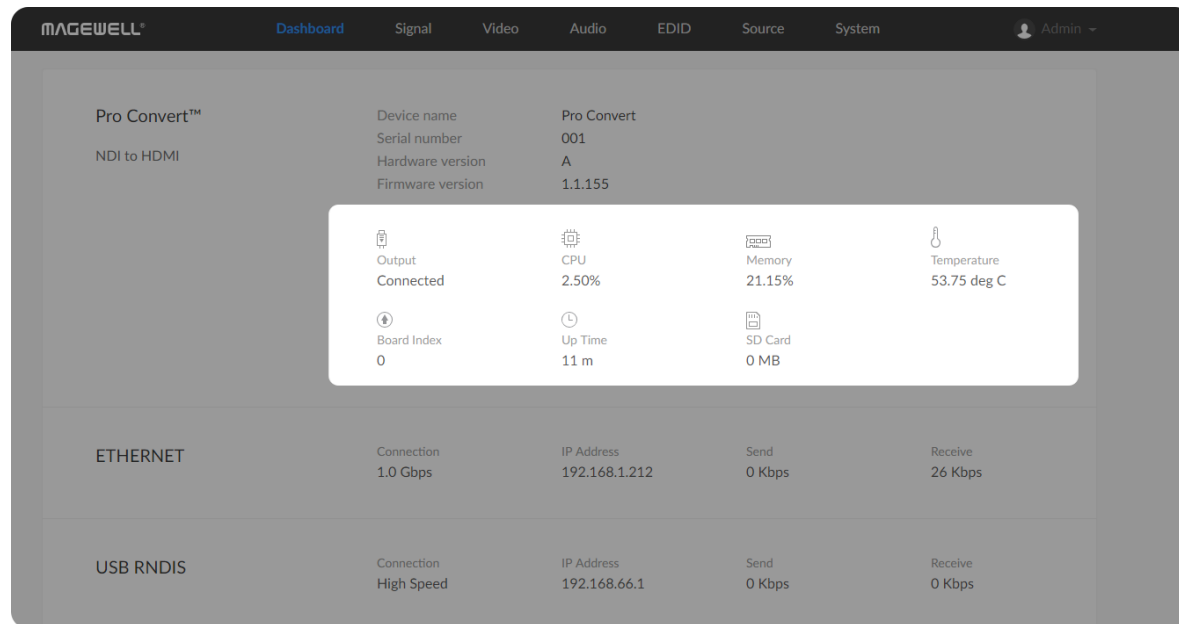 MAGEWELL® Dashboard Signal Video Audio EDID Source System Admin
Pro Convert™
NDI to HDMI
Device name Pro Convert
Serial number 001
Hardware version A
Firmware version 1.1.155
Output CPU Memory Temperature
Connected 2.50% 21.15% 53.75 deg C
Board Index Up Time SD Card
0 11 m 0 MB
ETHERNET
Connection IP Address Send Receive
1.0 Gbps 192.168.1.212 0 Kbps 26 Kbps
USB RNDIS
Connection IP Address Send Receive
High Speed 192.168.66.1 0 Kbps 0 Kbps